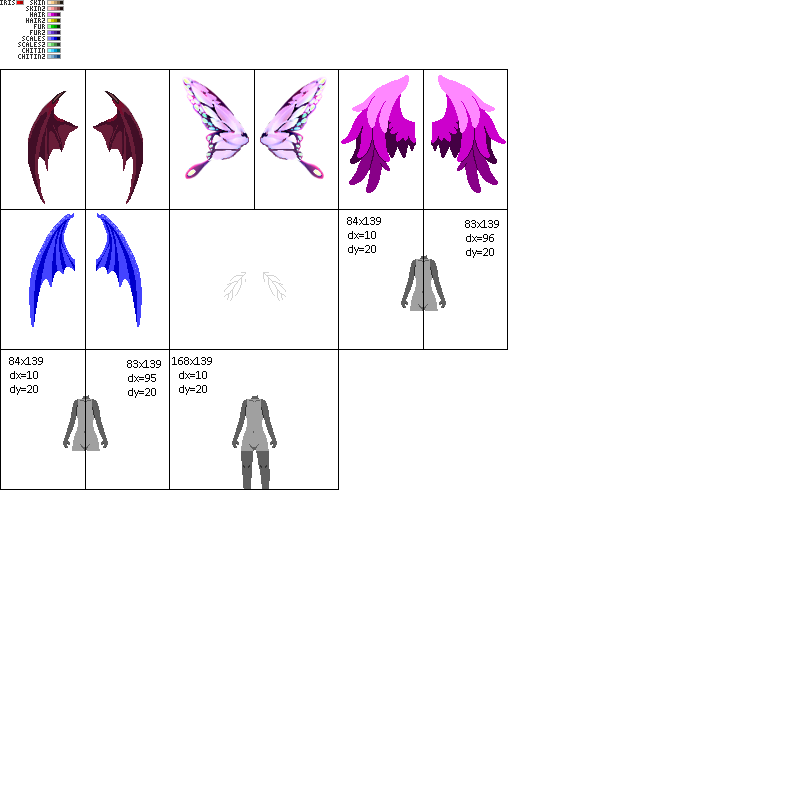 IRIS SKIN
SKIN2
HAIR
HAIR2
FUR
FUR2
SCALES
SCALES2
CHITIN
CHITIN2
84x139
dx=10
dy=20
83x139
dx=96
dy=20
84x139
dx=10
dy=20
83x139
dx=95
dy=20
168x139
dx=10
dy=20